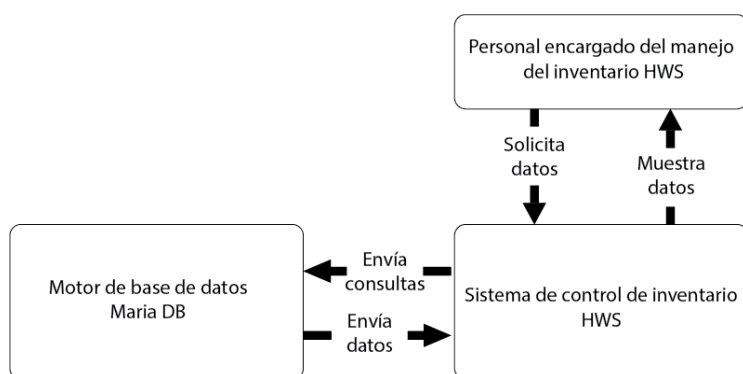 Personal encargado del manejo
del inventario HWS
Solicita
datos
Muestra
datos
Motor de base de datos
Maria DB
Envía
consultas
Envía
datos
Sistema de control de inventario
HWS